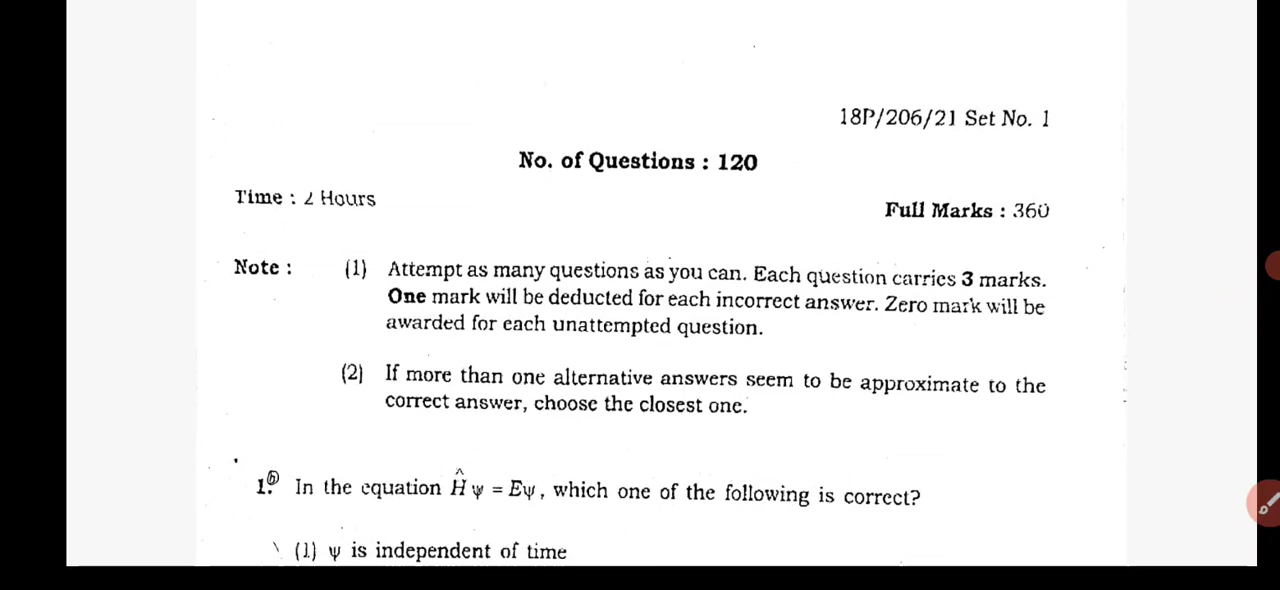 18P/206/21 Set No. 1
No. of Questions : 120
Time : 2 Hours
Full Marks : 360
Note : (1) Attempt as many questions as you can. Each question carries 3 marks.
One mark will be deducted for each incorrect answer. Zero mark will be
awarded for each unattempted question.
(2) If more than one alternative answers seem to be approximate to the
correct answer, choose the closest one.
1. In the equation Ĥψ = Eψ, which one of the following is correct?
(1) ψ is independent of time